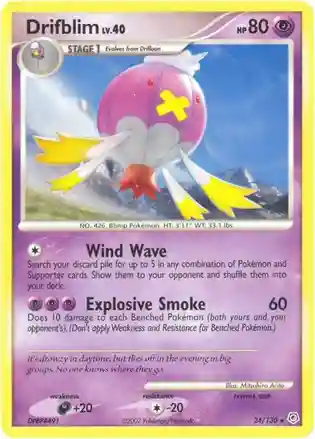 Drifblim LV.40 HP 80
STAGE 1 Evolves from Drifloon
NO. 426 Blimp Pokémon HT: 3'11" WT: 33.1 lbs.
Wind Wave
Search your discard pile for up to 5 in any combination of Pokémon and
Supporter cards. Show them to your opponent and shuffle them into
your deck.
Explosive Smoke 60
Does 10 damage to each Benched Pokémon (both yours and your
opponent's). (Don't apply Weakness and Resistance for Benched Pokémon.)
It's drowsy in daytime, but flies off in the evening in big
groups. No one knows where they go.
Illus. Mitsuhiro Arita
weakness resistance retreat cost
+20 -20
©2007 Pokémon/Nintendo 24/130 ★